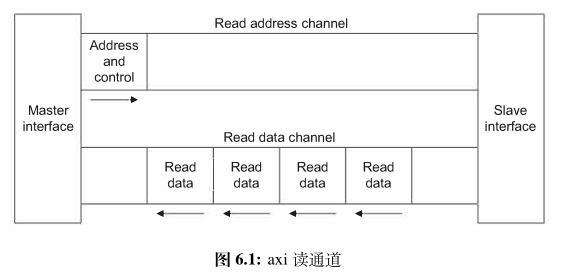 Read address channel
Address
and
control
Master
interface
Slave
interface
Read data channel
Read
data
Read
data
Read
data
Read
data
图 6.1: axi 读通道